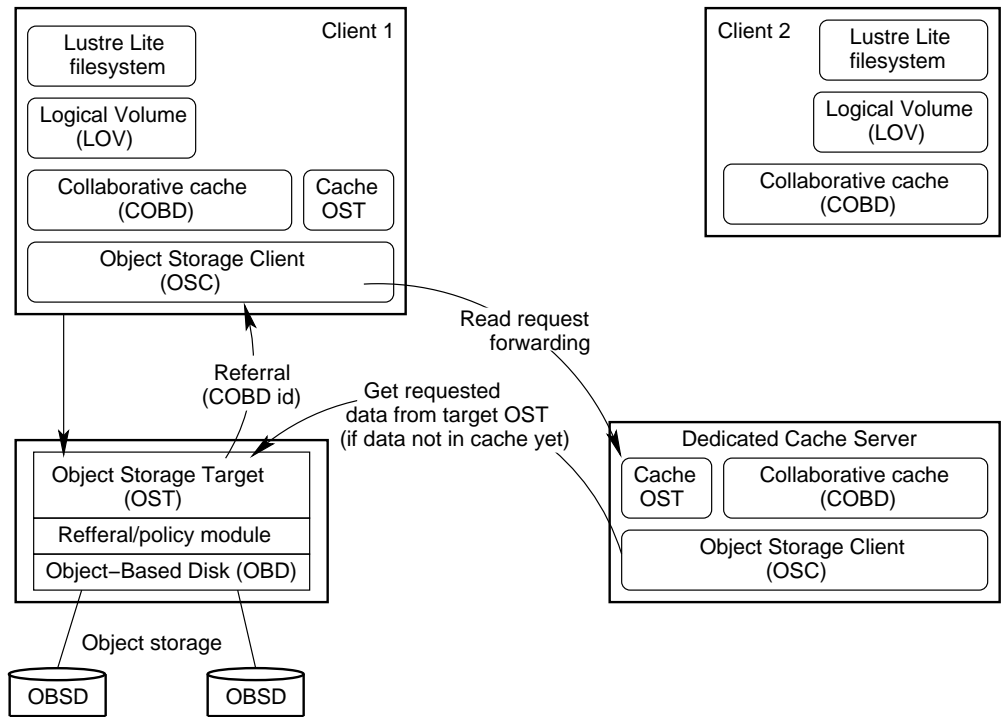 Client 1
Lustre Lite
filesystem
Logical Volume
(LOV)
Collaborative cache
(COBD)
Cache
OST
Object Storage Client
(OSC)
Client 2
Lustre Lite
filesystem
Logical Volume
(LOV)
Collaborative cache
(COBD)
Read request
forwarding
Referral
(COBD id)
Get requested
data from target OST
(if data not in cache yet)
Object Storage Target
(OST)
Refferal/policy module
Object−Based Disk (OBD)
Dedicated Cache Server
Cache
OST
Collaborative cache
(COBD)
Object Storage Client
(OSC)
Object storage
OBSD
OBSD